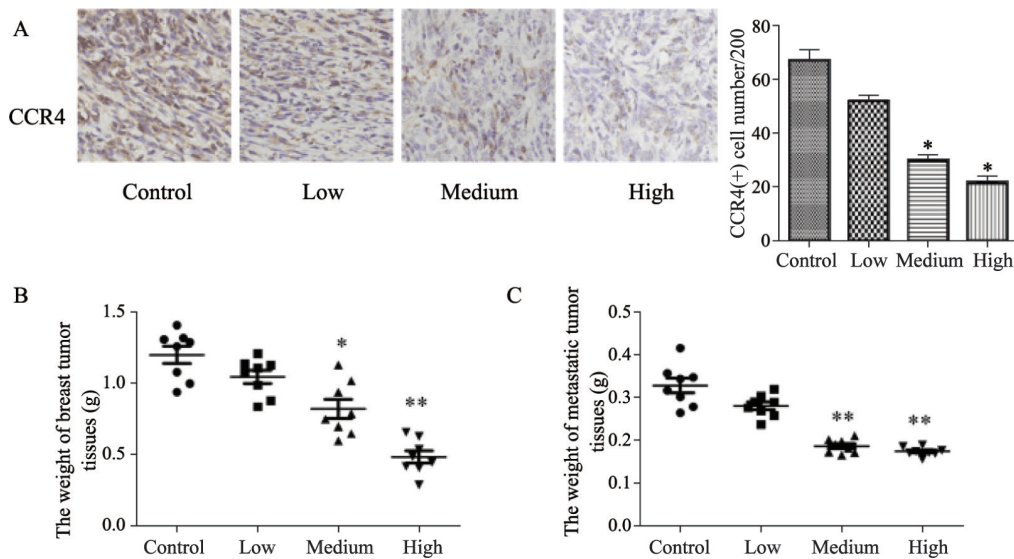 A
CCR4
Control Low Medium High
CCR4(+) cell number/200
80
60
40
20
0
* *
Control Low Medium High
B
The weight of breast tumor
tissues (g)
1.5
1.0
0.5
0.0
*
**
Control Low Medium High
C
The weight of metastatic tumor
tissues (g)
0.5
0.4
0.3
0.2
0.1
0.0
** **
Control Low Medium High